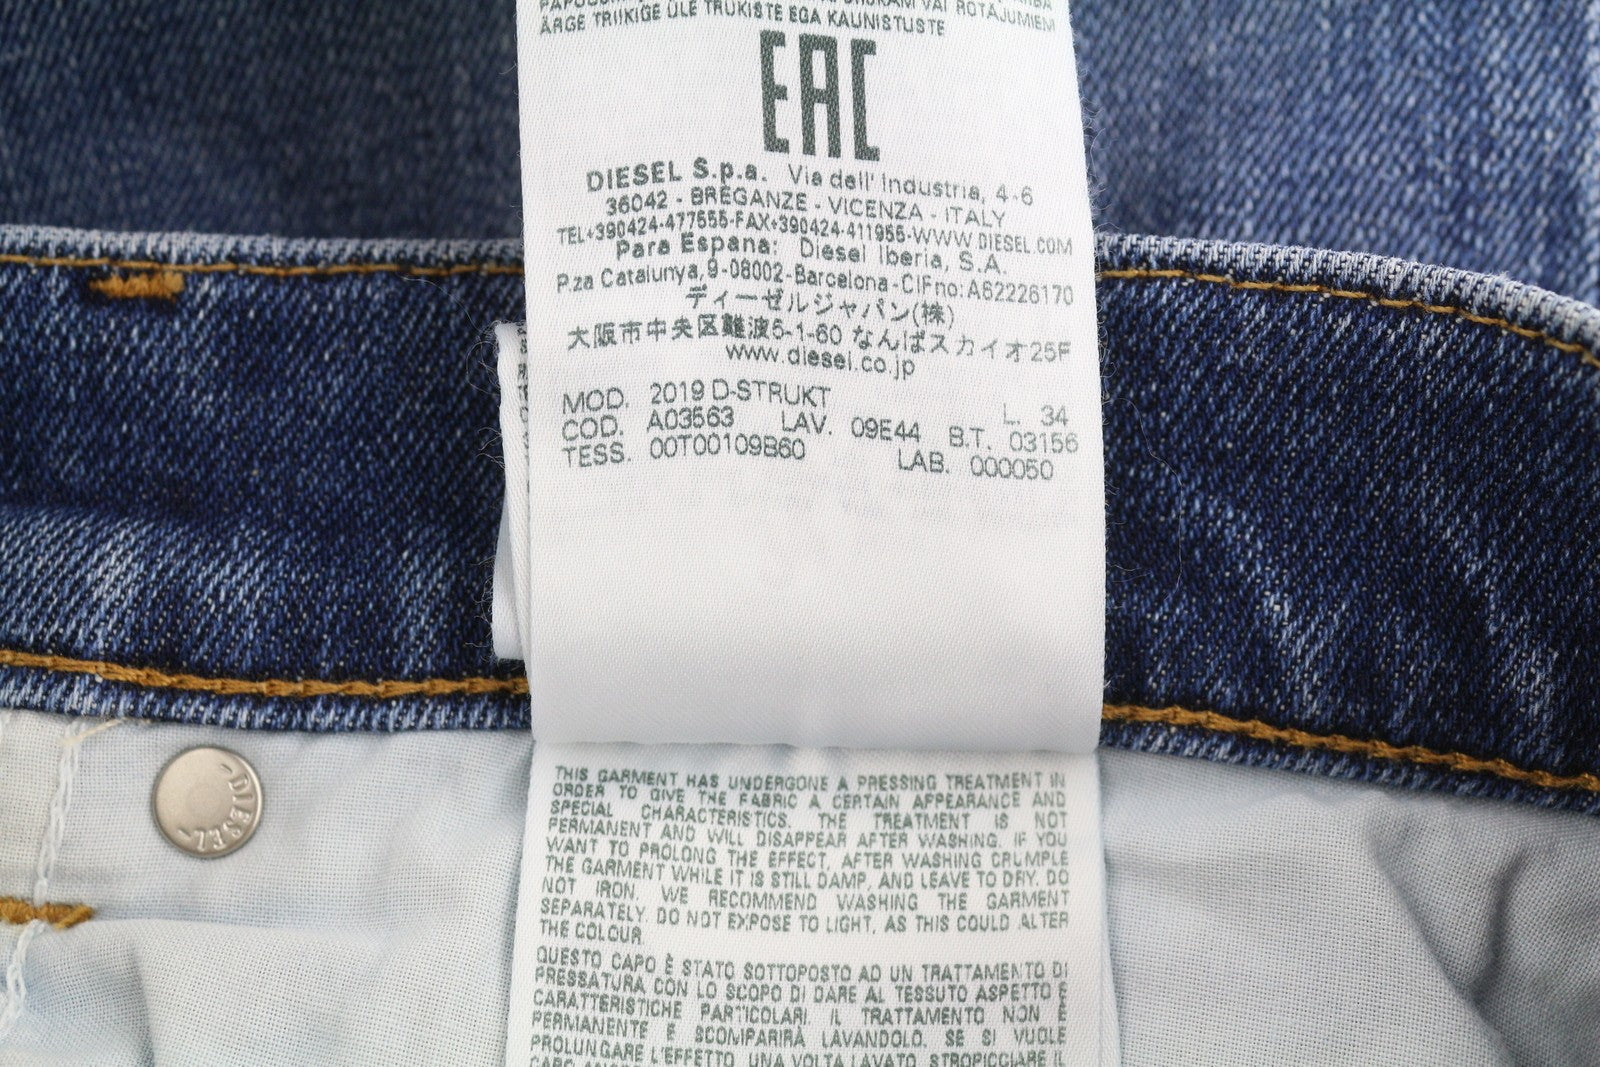 ÄRGE TRIIKIGE ÜLE TRÜKISTE EGA KAUNISTUSTE
EAC
DIESEL S.p.a. Via dell' Industria, 4-6
36042 - BREGANZE - VICENZA - ITALY
TEL+390424-477555-FAX+390424-411955-WWW.DIESEL.COM
Para Espana: Diesel Iberia, S.A.
P.za Catalunya, 9-08002-Barcelona-CIFno:A62226170
ディーゼルジャパン(株)
大阪市中央区難波5-1-60 なんばスカイオ25F
www.diesel.co.jp
MOD. 2019 D-STRUKT L. 34
COD. A03563 LAV. 09E44 B.T. 03156
TESS. 00T00109B60 LAB. 000050
DIESEL
THIS GARMENT HAS UNDERGONE A PRESSING TREATMENT IN
ORDER TO GIVE THE FABRIC A CERTAIN APPEARANCE AND
SPECIAL CHARACTERISTICS. THE TREATMENT IS NOT
PERMANENT AND WILL DISAPPEAR AFTER WASHING. IF YOU
WANT TO PROLONG THE EFFECT, AFTER WASHING CRUMPLE
THE GARMENT WHILE IT IS STILL DAMP, AND LEAVE TO DRY. DO
NOT IRON. WE RECOMMEND WASHING THE GARMENT
SEPARATELY. DO NOT EXPOSE TO LIGHT, AS THIS COULD ALTER
THE COLOUR.
QUESTO CAPO È STATO SOTTOPOSTO AD UN TRATTAMENTO DI
PRESSATURA CON LO SCOPO DI DARE AL TESSUTO ASPETTO E
CARATTERISTICHE PARTICOLARI. IL TRATTAMENTO NON È
PERMANENTE E SCOMPARIRÀ LAVANDOLO. SE SI VUOLE
PROLUNGARE L'EFFETTO, UNA VOLTA LAVATO, STROPICCIARE IL